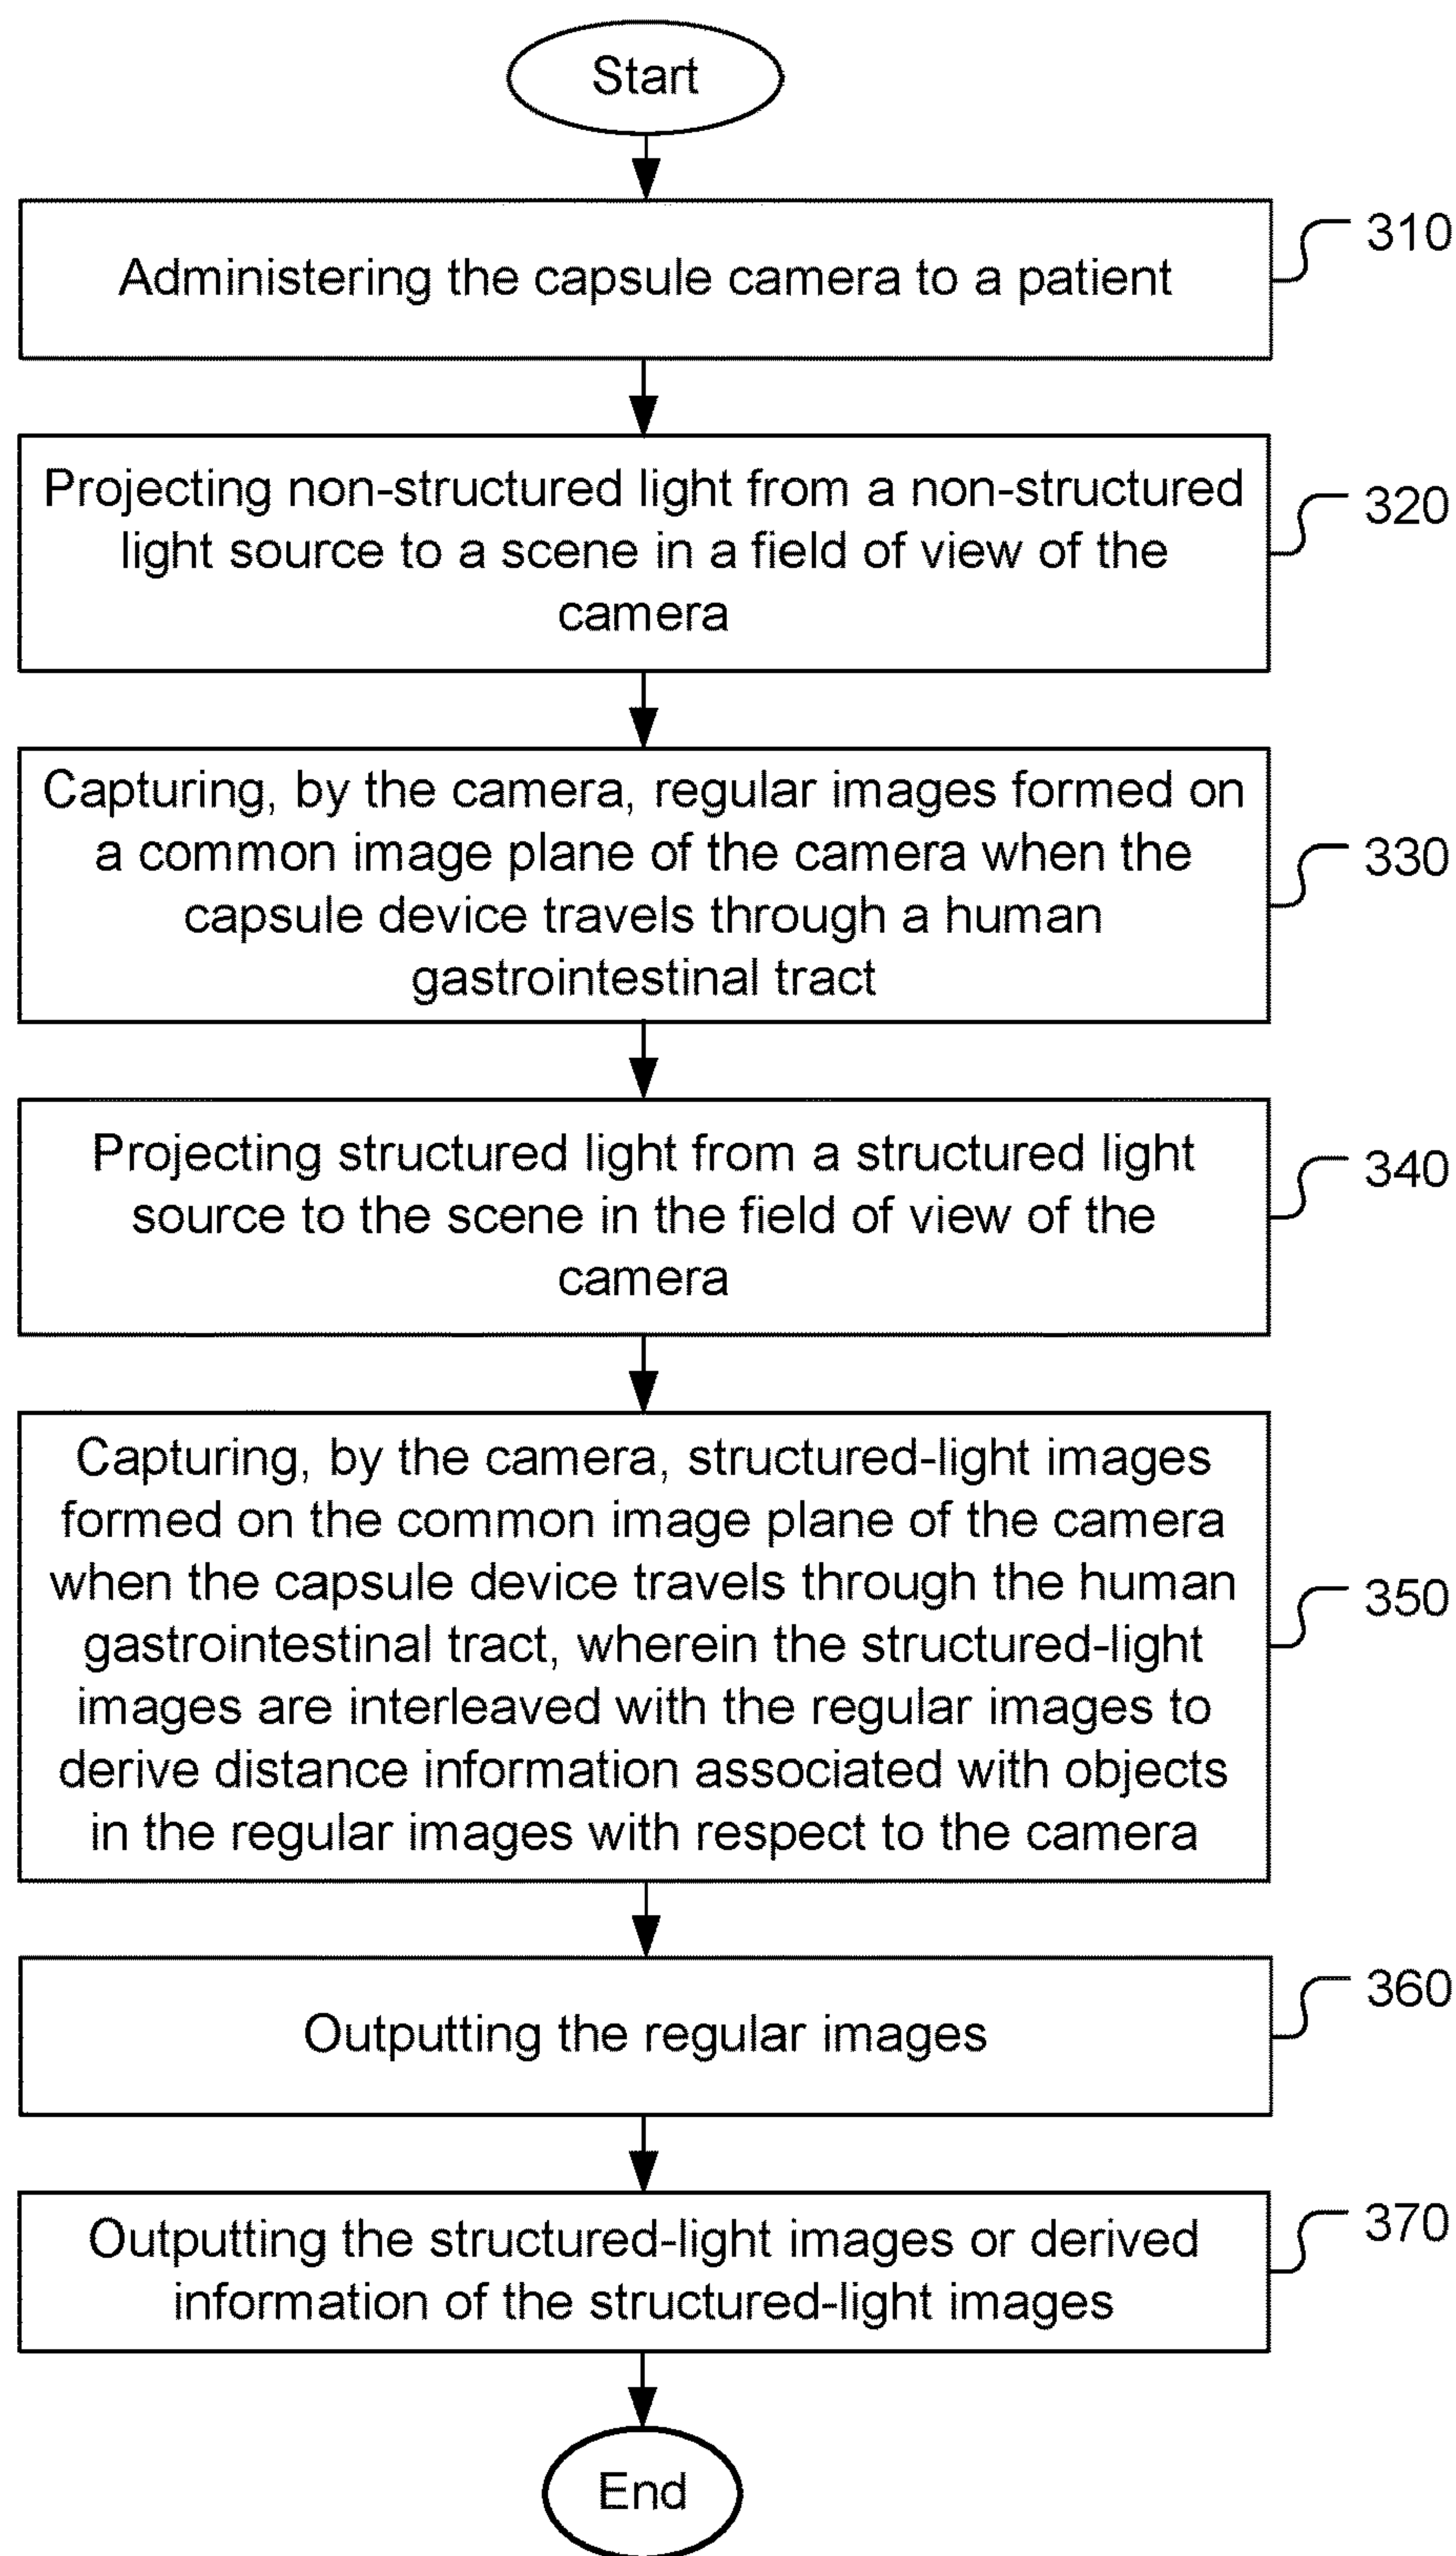 Start
Administering the capsule camera to a patient
310
Projecting non-structured light from a non-structured
light source to a scene in a field of view of the
camera
320
Capturing, by the camera, regular images formed on
a common image plane of the camera when the
capsule device travels through a human
gastrointestinal tract
330
Projecting structured light from a structured light
source to the scene in the field of view of the
camera
340
Capturing, by the camera, structured-light images
formed on the common image plane of the camera
when the capsule device travels through the human
gastrointestinal tract, wherein the structured-light
images are interleaved with the regular images to
derive distance information associated with objects
in the regular images with respect to the camera
350
Outputting the regular images
360
Outputting the structured-light images or derived
information of the structured-light images
370
End